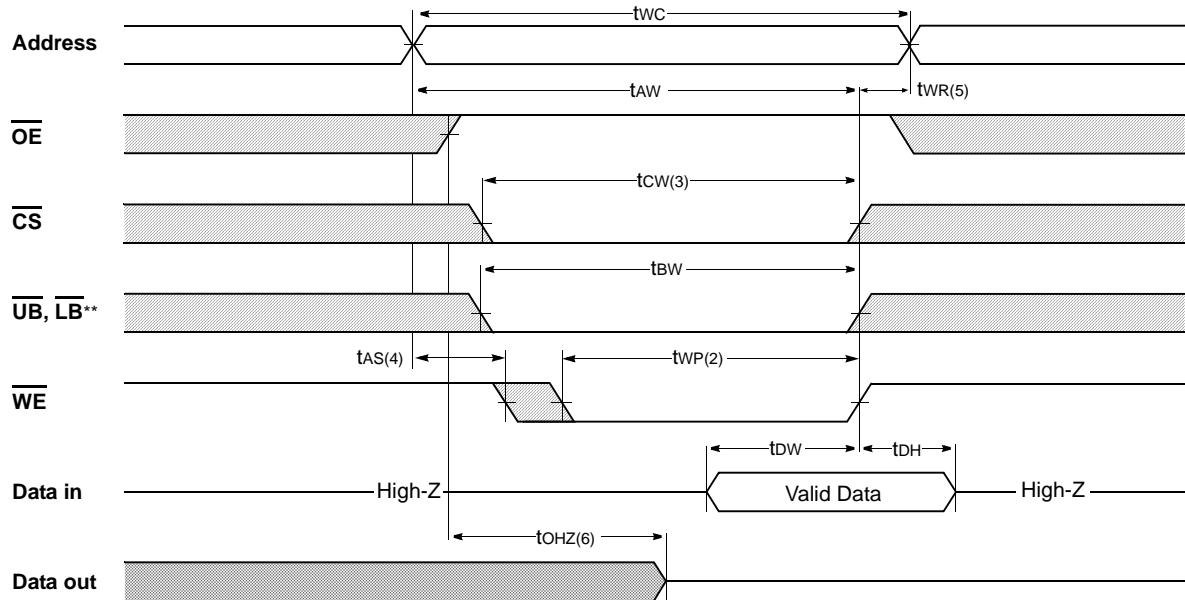 tWC
Address
tAW
tWR(5)
OE
tCW(3)
CS
tBW
UB, LB**
tAS(4)
tWP(2)
WE
tDW
tDH
Data in
High-Z
Valid Data
High-Z
tOHZ(6)
Data out